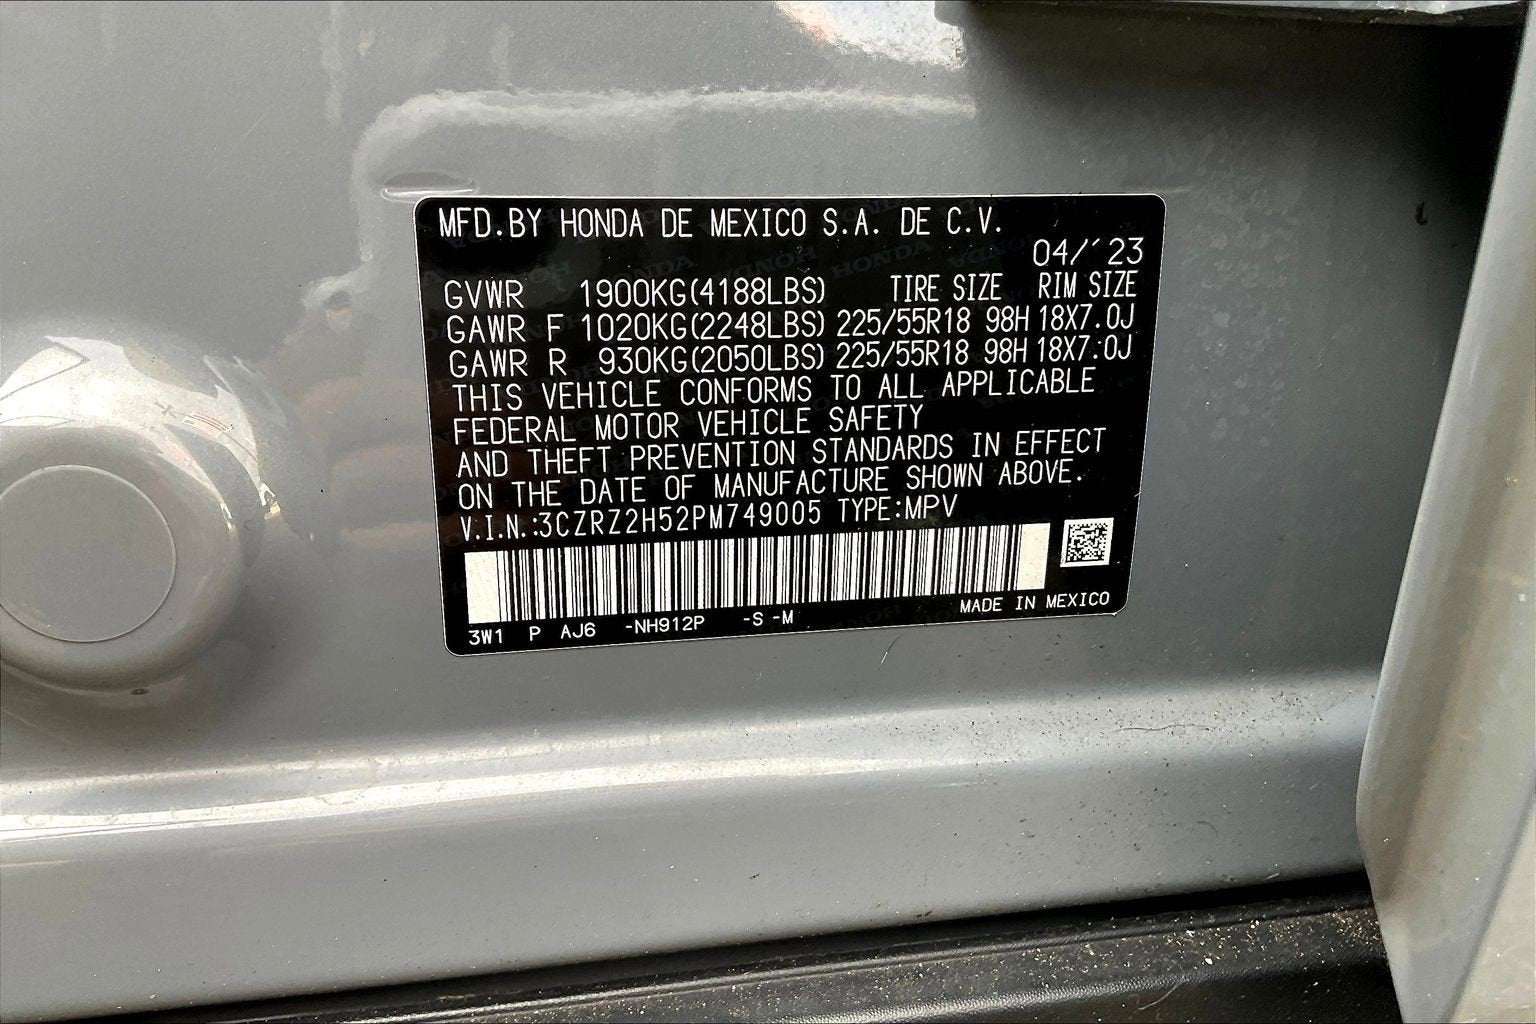 MFD.BY HONDA DE MEXICO S.A. DE C.V.
04/´23
GVWR 1900KG(4188LBS) TIRE SIZE RIM SIZE
GAWR F 1020KG(2248LBS) 225/55R18 98H 18X7.0J
GAWR R 930KG(2050LBS) 225/55R18 98H 18X7.0J
THIS VEHICLE CONFORMS TO ALL APPLICABLE
FEDERAL MOTOR VEHICLE SAFETY
AND THEFT PREVENTION STANDARDS IN EFFECT
ON THE DATE OF MANUFACTURE SHOWN ABOVE.
V.I.N.:3CZRZ2H52PM749005 TYPE:MPV
MADE IN MEXICO
3W1 P AJ6 -NH912P -S -M